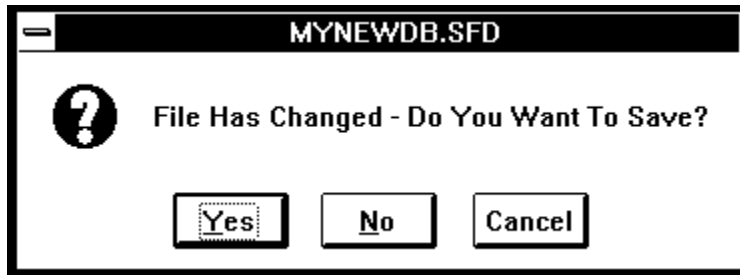 MYNEWDB.SFD
File Has Changed - Do You Want To Save?
Yes No Cancel